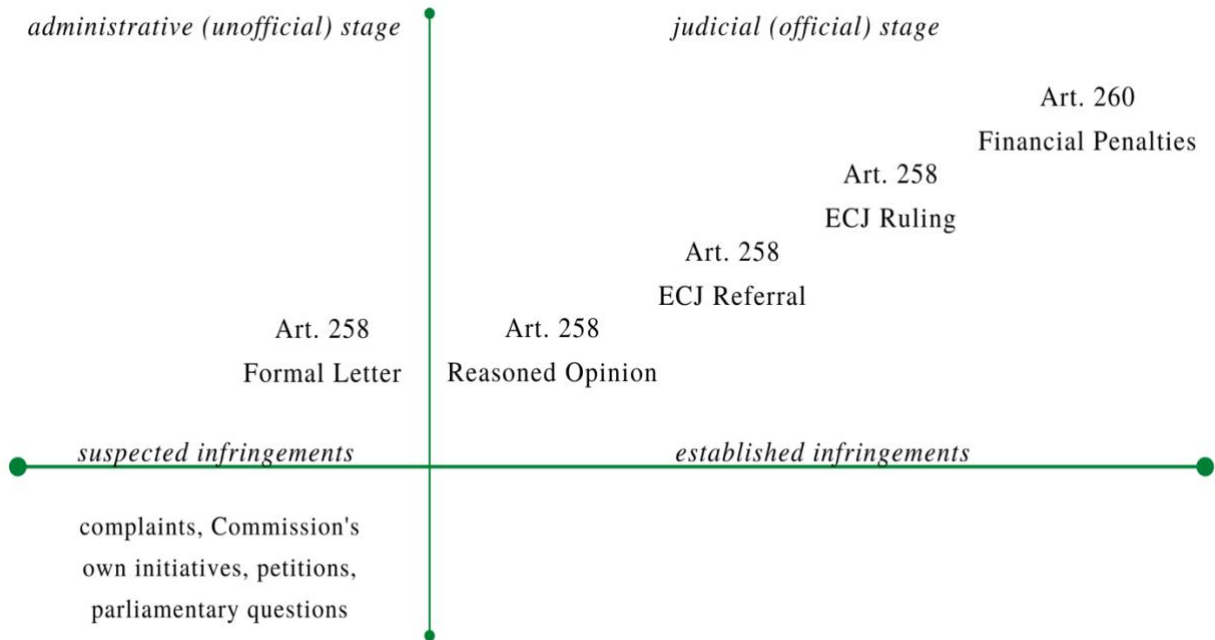 administrative (unofficial) stage
judicial (official) stage
Art. 260
Financial Penalties
Art. 258
ECJ Ruling
Art. 258
ECJ Referral
Art. 258
Formal Letter
Art. 258
Reasoned Opinion
suspected infringements
established infringements
complaints, Commission's
own initiatives, petitions,
parliamentary questions